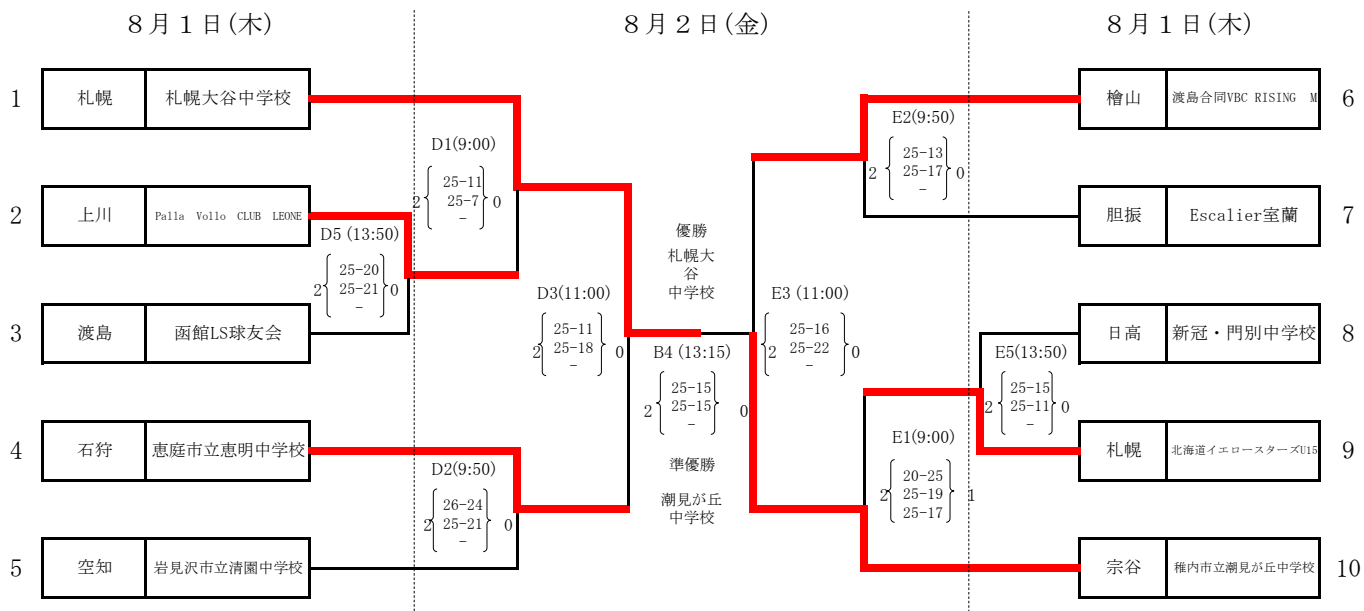 8月1日(木)
8月2日(金)
8月1日(木)
1 札幌 札幌大谷中学校
2 上川 Palla Vollo CLUB LEONE
3 渡島 函館LS球友会
4 石狩 恵庭市立恵明中学校
5 空知 岩見沢市立清園中学校
D5 (13:50)
2 25-20 0
25-21
-
D1(9:00)
2 25-11 0
25-7
-
D2(9:50)
2 26-24 0
25-21
-
D3(11:00)
2 25-11 0
25-18
-
優勝
札幌大
谷
中学校
B4 (13:15)
2 25-15 0
25-15
-
準優勝
潮見が丘
中学校
E3 (11:00)
2 25-16 0
25-22
-
E2(9:50)
2 25-13 0
25-17
-
E1(9:00)
2 20-25 1
25-19
25-17
E5(13:50)
2 25-15 0
25-11
-
檜山 渡島合同VBC RISING M 6
胆振 Escalier室蘭 7
日高 新冠・門別中学校 8
札幌 北海道イエロースターズU15 9
宗谷 稚内市立潮見が丘中学校 10